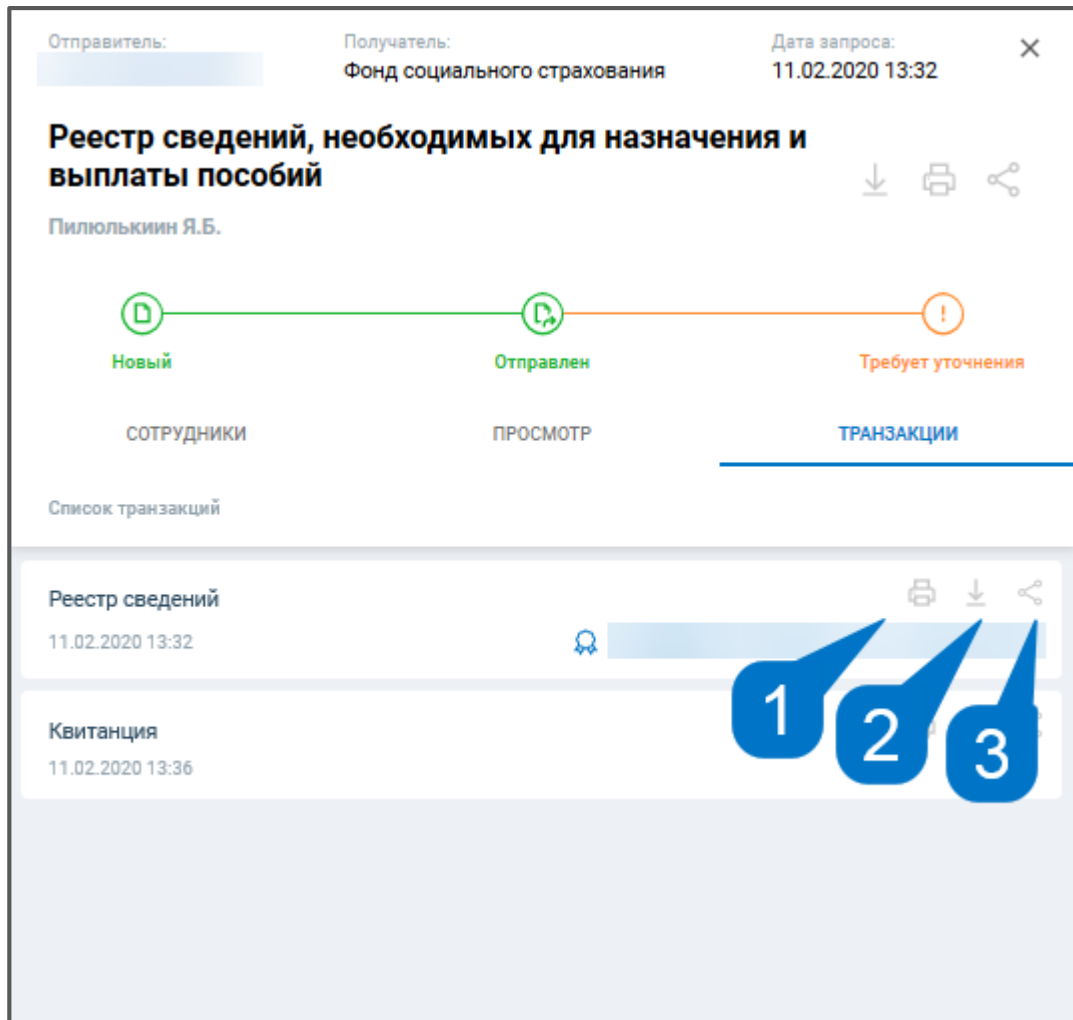 Отправитель:
Получатель:
Дата запроса:
Фонд социального страхования
11.02.2020 13:32
Реестр сведений, необходимых для назначения и
выплаты пособий
Пилюлькиин Я.Б.
Новый
Отправлен
Требует уточнения
СОТРУДНИКИ
ПРОСМОТР
ТРАНЗАКЦИИ
Список транзакций
Реестр сведений
11.02.2020 13:32
1
2
3
Квитанция
11.02.2020 13:36